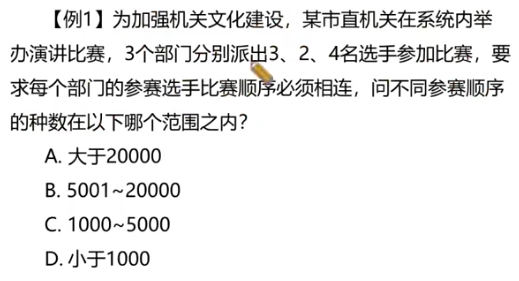 【例1】为加强机关文化建设，某市直机关在系统内举
办演讲比赛，3个部门分别派出3、2、4名选手参加比赛，要
求每个部门的参赛选手比赛顺序必须相连，问不同参赛顺序
的种数在以下哪个范围之内？
A. 大于20000
B. 5001~20000
C. 1000~5000
D. 小于1000